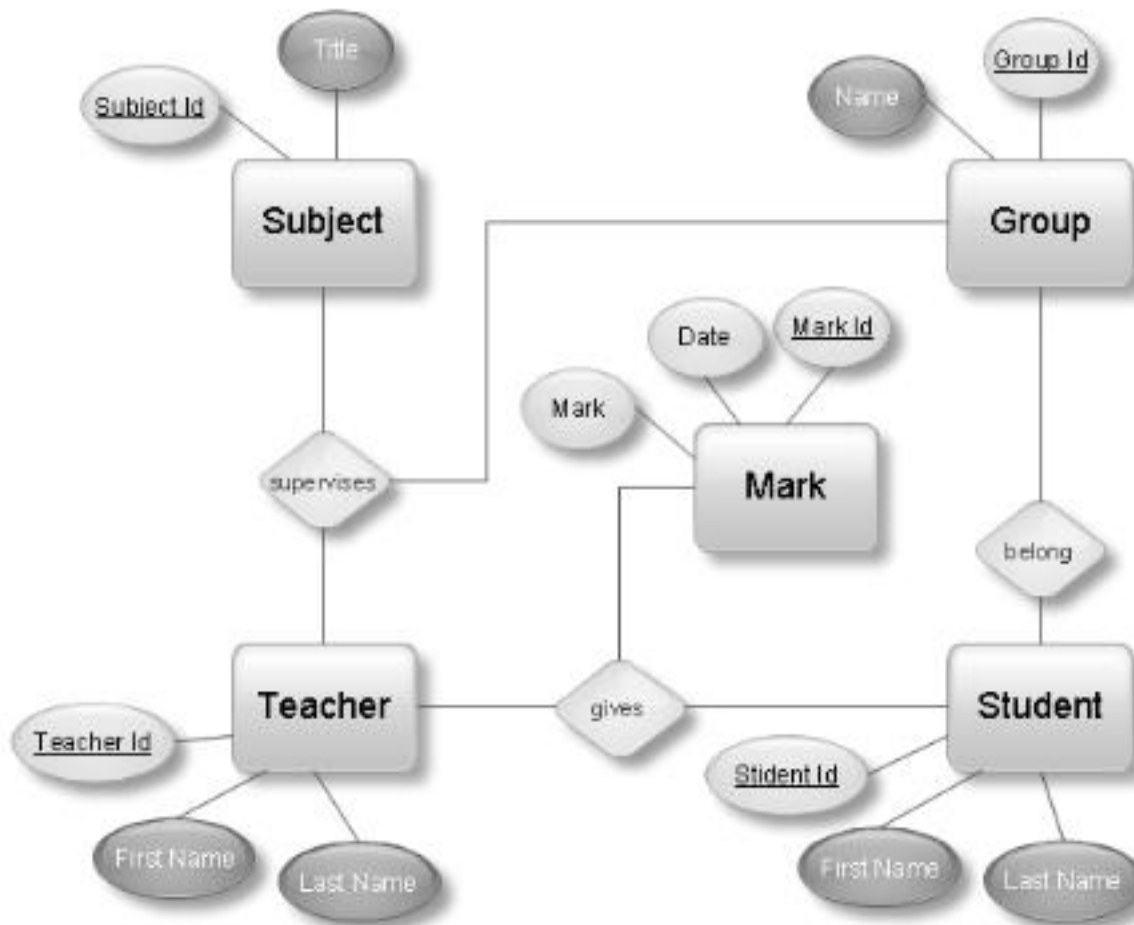 Title
Subject Id
Group Id
Name
Subject
Group
Date
Mark Id
Mark
Mark
supervises
belong
Teacher
gives
Student
Teacher Id
Stident Id
First Name
Last Name
First Name
Last Name